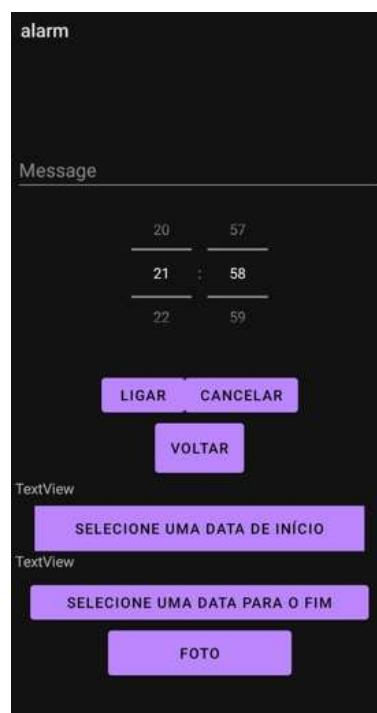 alarm
Message
20 57
21 : 58
22 59
LIGAR CANCELAR
VOLTAR
TextView
SELECIONE UMA DATA DE INÍCIO
TextView
SELECIONE UMA DATA PARA O FIM
FOTO